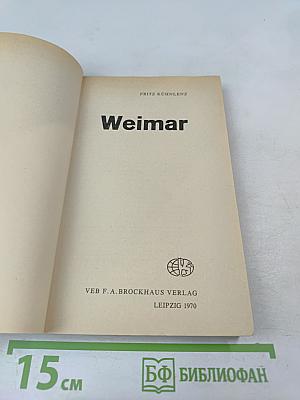 FRITZ KÜHNLENZ
Weimar
VEB F.A. BROCKHAUS VERLAG
LEIPZIG 1970
15 см
БФ БИБЛИОФАН